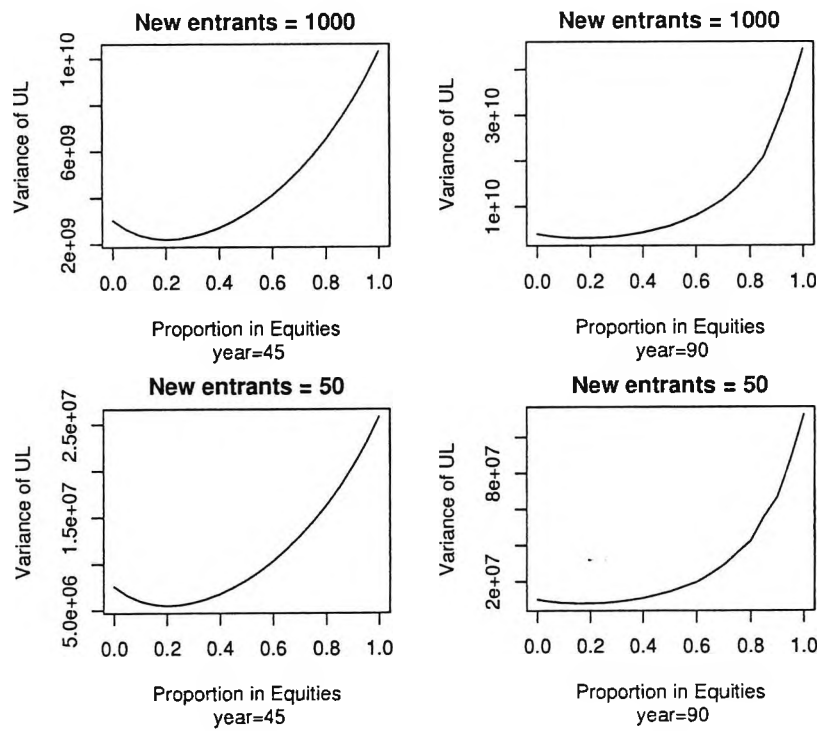 New entrants = 1000
Variance of UL
2e+09
6e+09
1e+10
0.0 0.2 0.4 0.6 0.8 1.0
Proportion in Equities
year=45
New entrants = 1000
Variance of UL
1e+10
3e+10
0.0 0.2 0.4 0.6 0.8 1.0
Proportion in Equities
year=90
New entrants = 50
Variance of UL
5.0e+06
1.5e+07
2.5e+07
0.0 0.2 0.4 0.6 0.8 1.0
Proportion in Equities
year=45
New entrants = 50
Variance of UL
2e+07
8e+07
0.0 0.2 0.4 0.6 0.8 1.0
Proportion in Equities
year=90